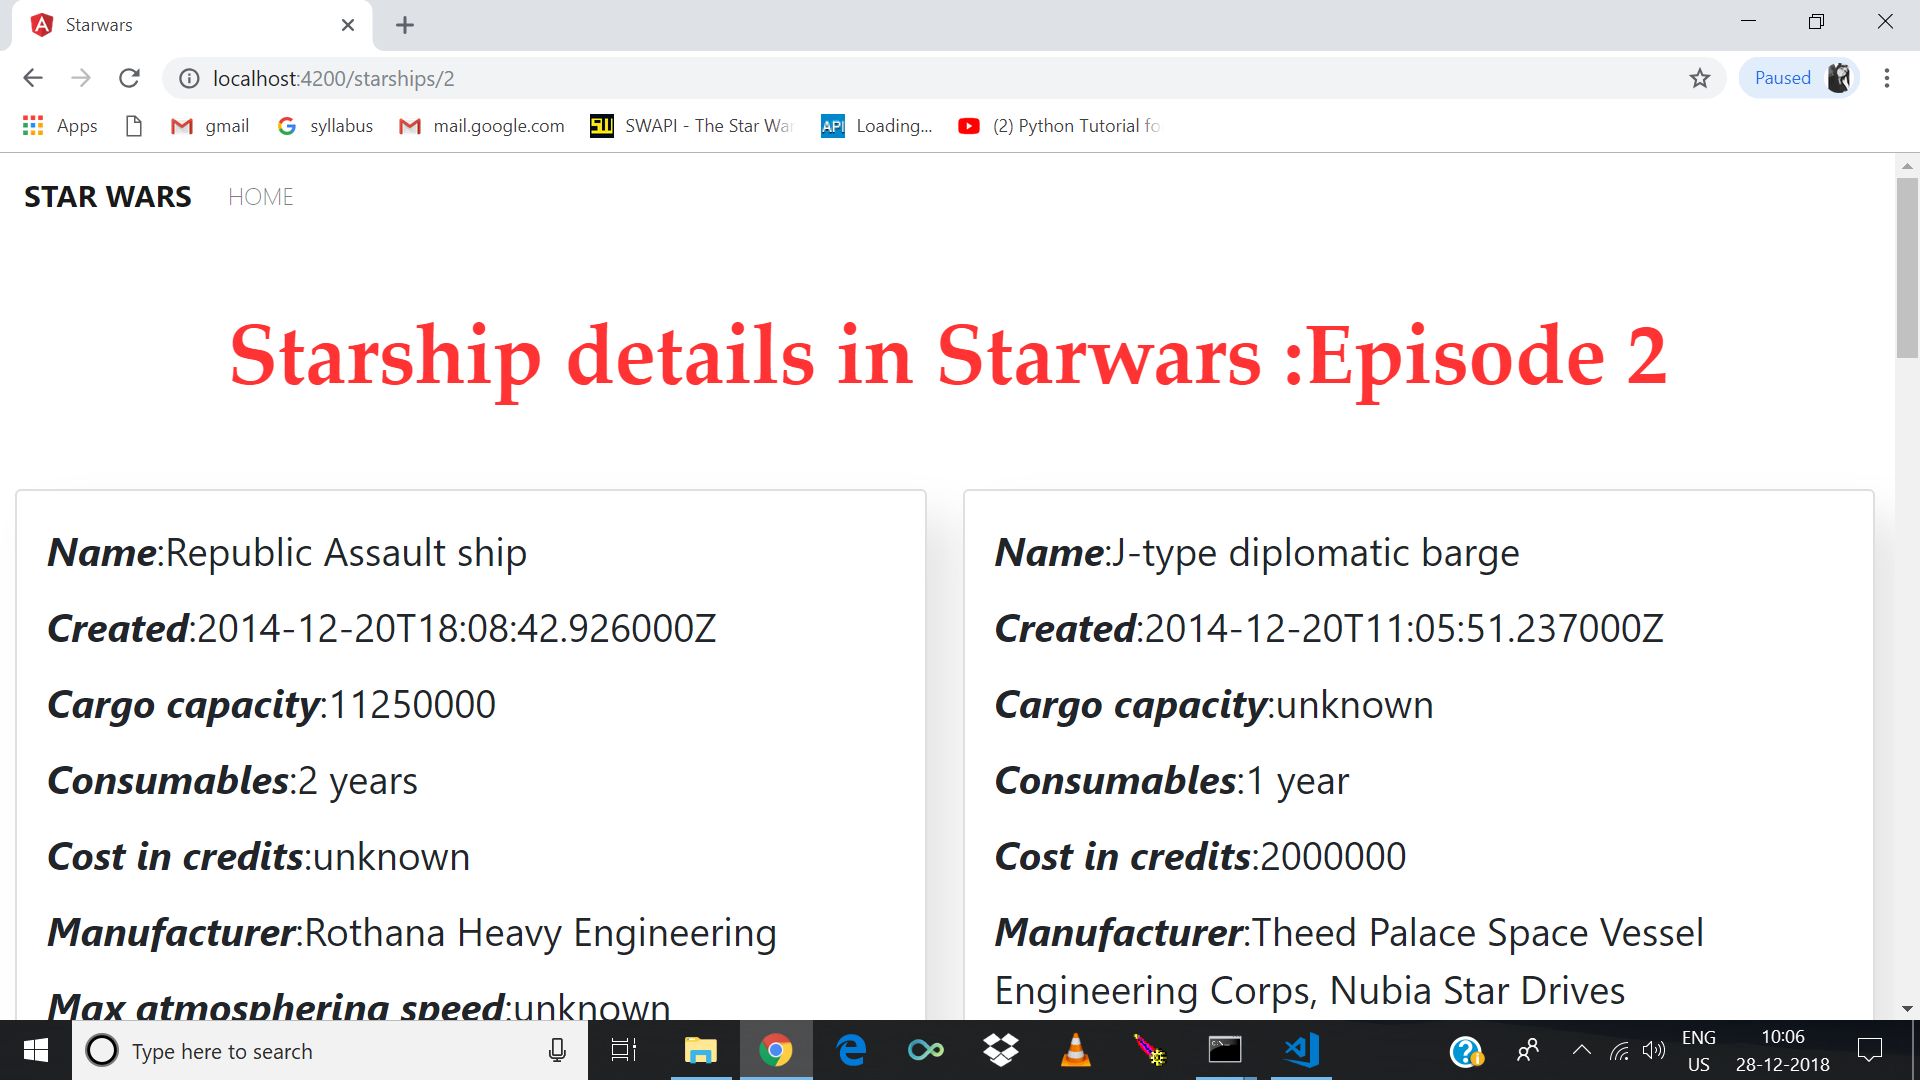 Starwars
localhost:4200/starships/2
Paused
Apps
gmail
syllabus
mail.google.com
SWAPI - The Star Wa
API
Loading...
(2) Python Tutorial fo
STAR WARS HOME
Starship details in Starwars :Episode 2
Name:Republic Assault ship
Created:2014-12-20T18:08:42.926000Z
Cargo capacity:11250000
Consumables:2 years
Cost in credits:unknown
Manufacturer:Rothana Heavy Engineering
Max atmosphering speed:unknown
Name:J-type diplomatic barge
Created:2014-12-20T11:05:51.237000Z
Cargo capacity:unknown
Consumables:1 year
Cost in credits:2000000
Manufacturer:Theed Palace Space Vessel
Engineering Corps, Nubia Star Drives
Type here to search
ENG
US
10:06
28-12-2018